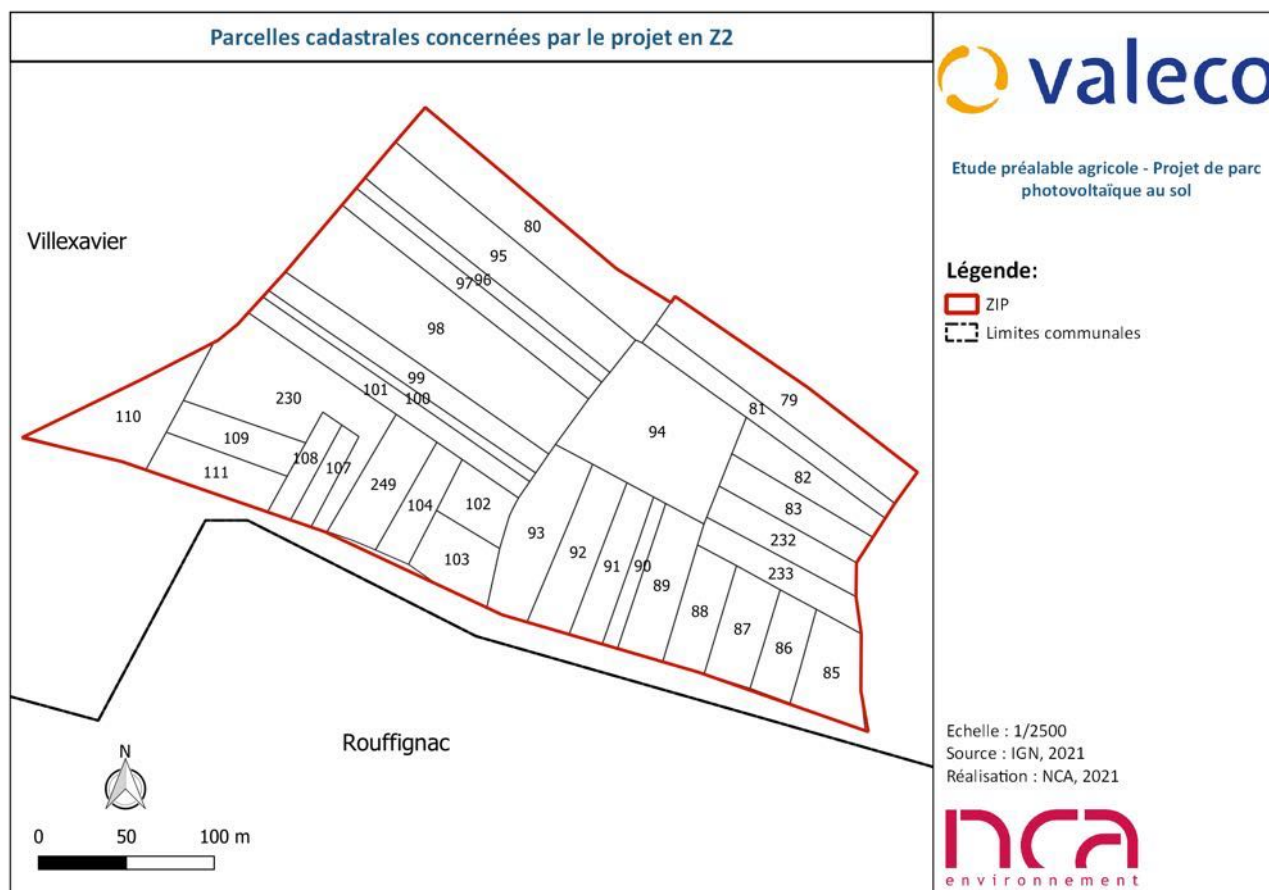 Parcelles cadastrales concernées par le projet en Z2
valeco
Etude préalable agricole - Projet de parc
photovoltaïque au sol
Légende:
ZIP
Limites communales
Villexavier
80
95
96
97
98
99
100
101
230
110
109
111
108
107
249
104
102
103
79
81
94
82
83
232
233
93
92
91
90
89
88
87
86
85
Rouffignac
N
0 50 100 m
Echelle : 1/2500
Source : IGN, 2021
Réalisation : NCA, 2021
nca
environnement